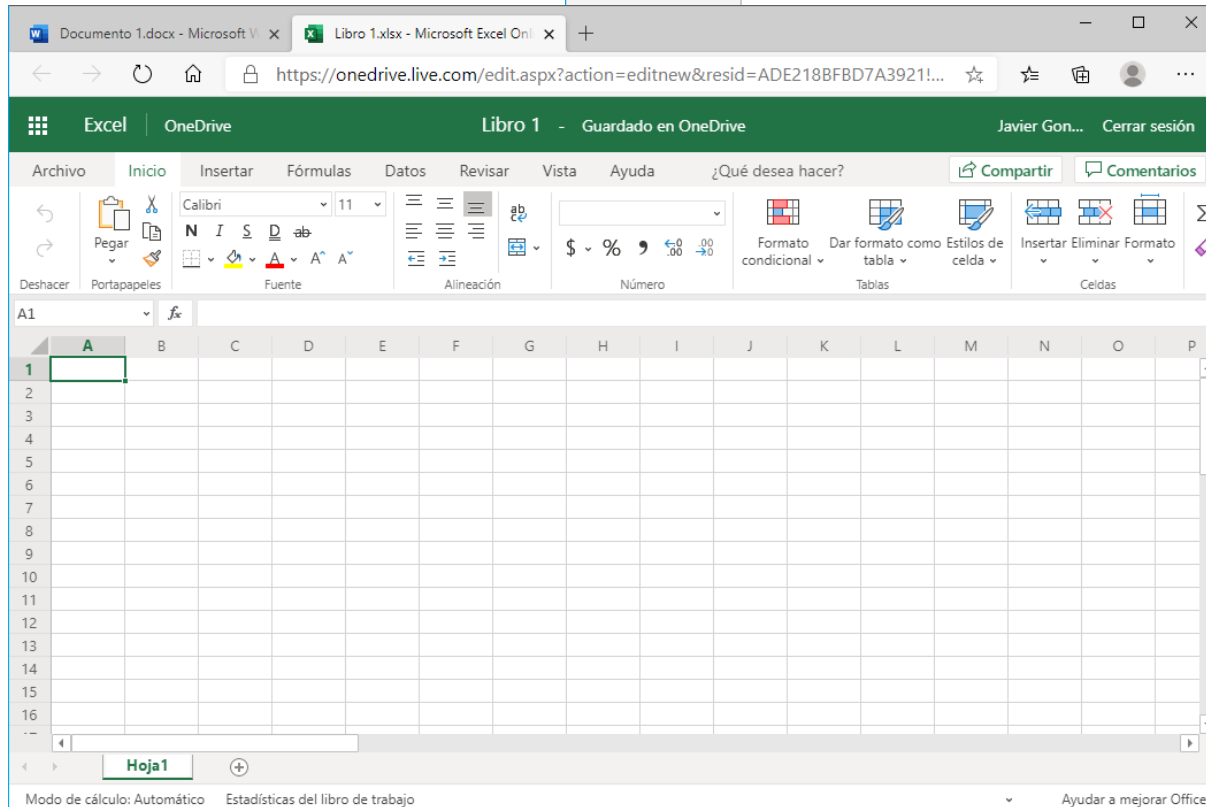 Documento 1.docx - Microsoft W
Libro 1.xlsx - Microsoft Excel Onl
https://onedrive.live.com/edit.aspx?action=editnew&resid=ADE218BFBD7A3921!...
Excel OneDrive Libro 1 - Guardado en OneDrive Javier Gon... Cerrar sesión
Archivo Inicio Insertar Fórmulas Datos Revisar Vista Ayuda ¿Qué desea hacer? Compartir Comentarios
Calibri 11
N I S D ab
ab
Pegar
$ % 
Formato condicional
Dar formato como tabla
Estilos de celda
Insertar Eliminar Formato
A A^ A˅
Deshacer Portapapeles Fuente Alineación Número Tablas Celdas
A1 fx
A B C D E F G H I J K L M N O P
1
2
3
4
5
6
7
8
9
10
11
12
13
14
15
16
Hoja1
Modo de cálculo: Automático Estadísticas del libro de trabajo Ayudar a mejorar Office